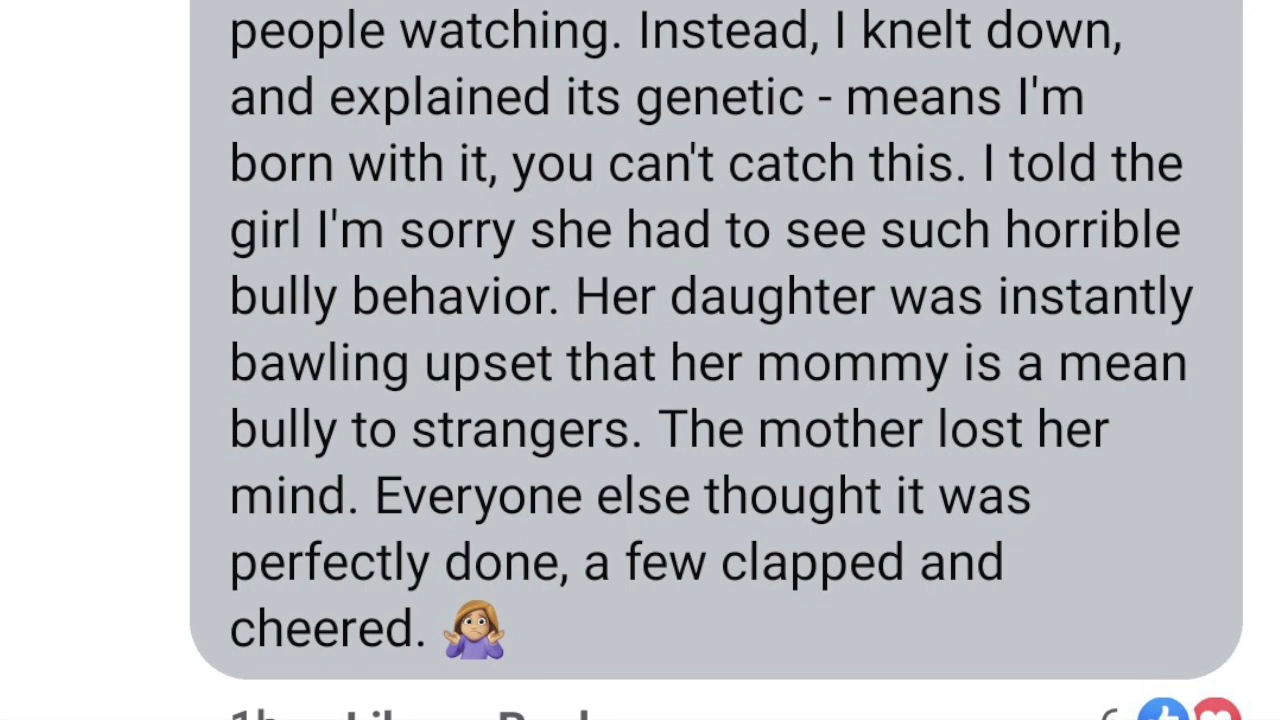 people watching. Instead, I knelt down,
and explained its genetic - means I'm
born with it, you can't catch this. I told the
girl I'm sorry she had to see such horrible
bully behavior. Her daughter was instantly
bawling upset that her mommy is a mean
bully to strangers. The mother lost her
mind. Everyone else thought it was
perfectly done, a few clapped and
cheered. 🤷🏼‍♀️